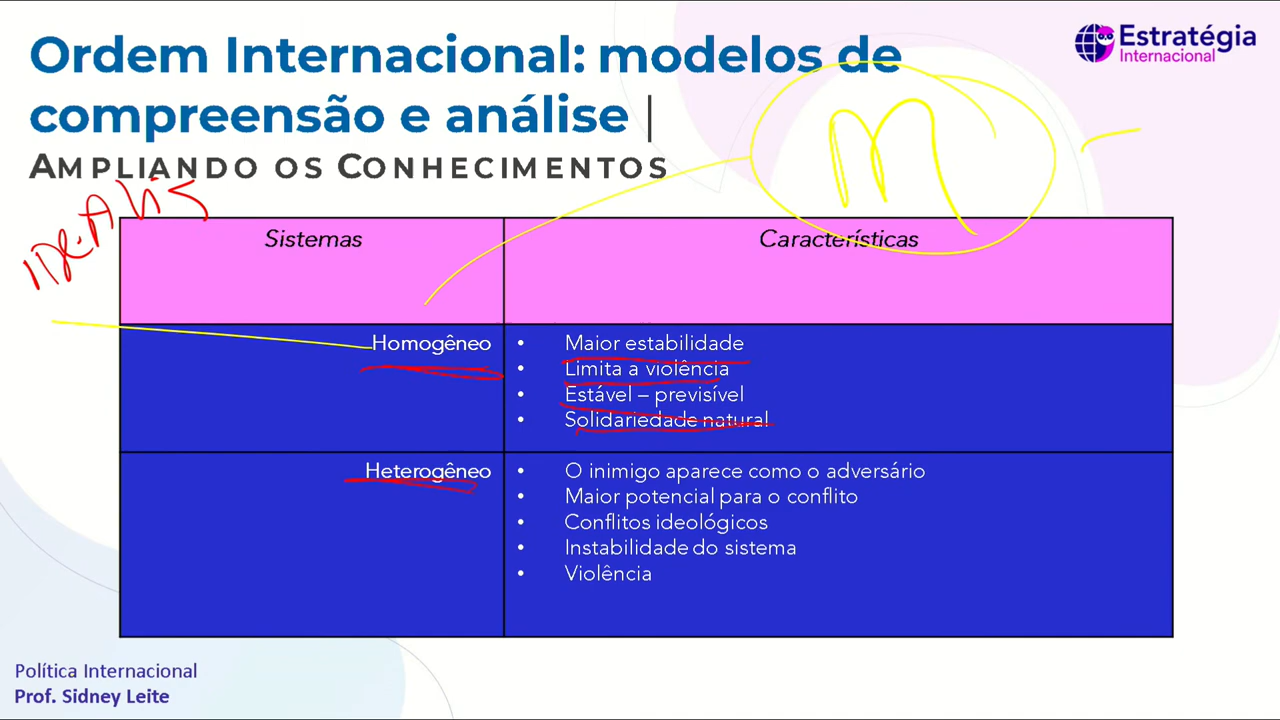 Ordem Internacional: modelos de
compreensão e análise |
AMPLIANDO OS CONHECIMENTOS
Estratégia
Internacional
m
Sistemas
Características
Homogêneo
• Maior estabilidade
• Limita a violência
• Estável – previsível
• Solidariedade natural
Heterogêneo
• O inimigo aparece como o adversário
• Maior potencial para o conflito
• Conflitos ideológicos
• Instabilidade do sistema
• Violência
Política Internacional
Prof. Sidney Leite